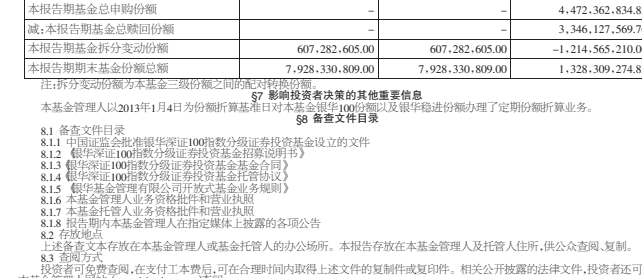 本报告期基金总申购份额 – – 4,472,362,834.8
减:本报告期基金总赎回份额 – – 3,346,127,569.7
本报告期基金拆分变动份额 607,282,605.00 607,282,605.00 -1,214,565,210.0
本报告期期末基金份额总额 7,928,330,809.00 7,928,330,809.00 1,328,309,274.8
注:拆分变动份额为本基金三级份额之间的配对转换份额。
§7 影响投资者决策的其他重要信息
本基金管理人以2013年1月4日为份额折算基准日对本基金银华100份额以及银华稳进份额办理了定期份额折算业务。
§8 备查文件目录
8.1 备查文件目录
8.1.1 中国证监会批准银华深证100指数分级证券投资基金设立的文件
8.1.2 《银华深证100指数分级证券投资基金招募说明书》
8.1.3 《银华深证100指数分级证券投资基金基金合同》
8.1.4 《银华深证100指数分级证券投资基金托管协议》
8.1.5 《银华基金管理有限公司开放式基金业务规则》
8.1.6 本基金管理人业务资格批件和营业执照
8.1.7 本基金托管人业务资格批件和营业执照
8.1.8 报告期内本基金管理人在指定媒体上披露的各项公告
8.2 存放地点
上述备查文本存放在本基金管理人或基金托管人的办公场所。本报告存放在本基金管理人及托管人住所,供公众查阅、复制。
8.3 查阅方式
投资者可免费查阅,在支付工本费后,可在合理时间内取得上述文件的复制件或复印件。相关公开披露的法律文件,投资者还可